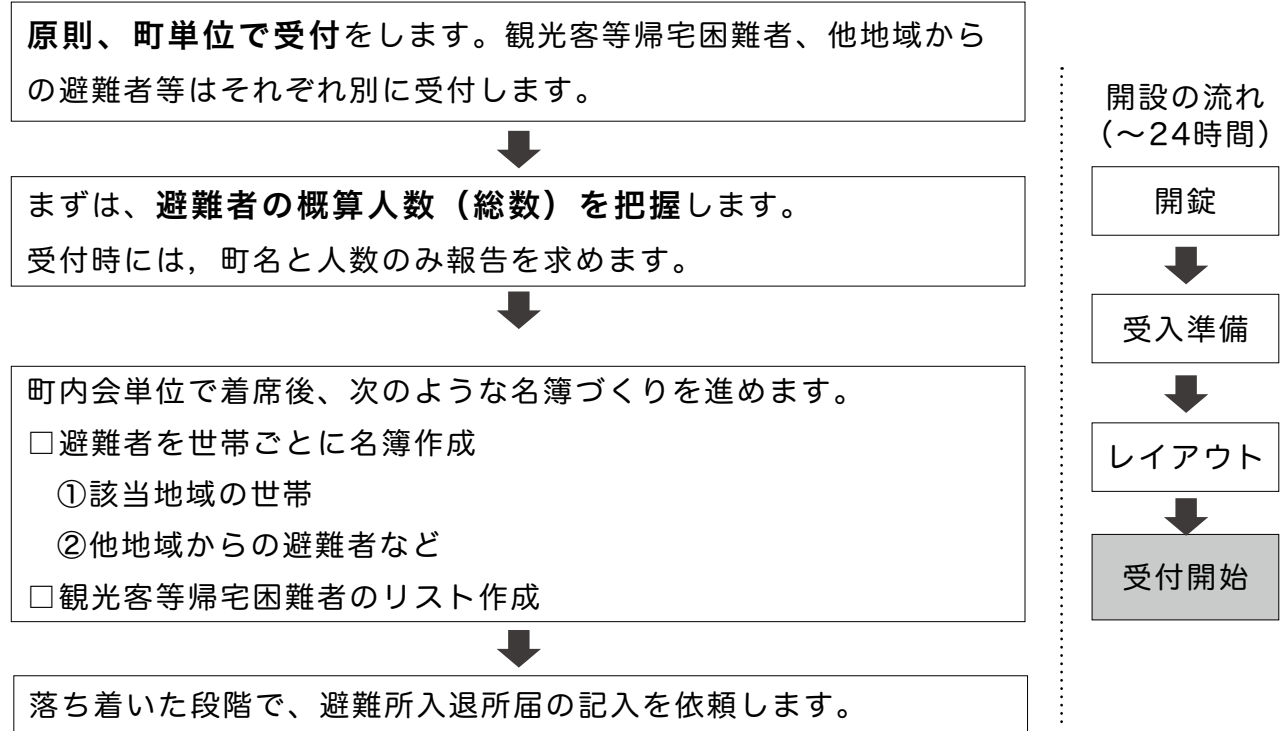 原則、町単位で受付をします。観光客等帰宅困難者、他地域から
の避難者等はそれぞれ別に受付します。
まずは、避難者の概算人数（総数）を把握します。
受付時には，町名と人数のみ報告を求めます。
町内会単位で着席後、次のような名簿づくりを進めます。
□避難者を世帯ごとに名簿作成
①該当地域の世帯
②他地域からの避難者など
□観光客等帰宅困難者のリスト作成
落ち着いた段階で、避難所入退所届の記入を依頼します。
開設の流れ
（～24時間）
開錠
受入準備
レイアウト
受付開始